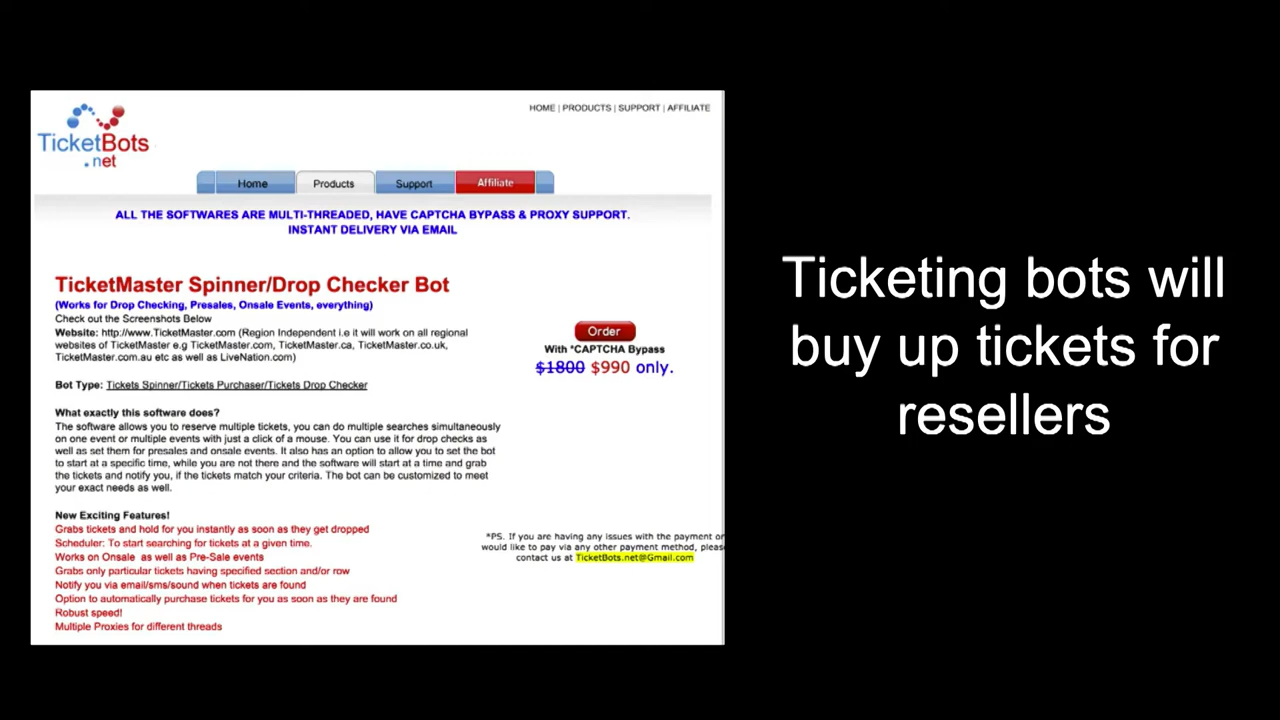 TicketBots
.net
HOME | PRODUCTS | SUPPORT | AFFILIATE
Home Products Support Affiliate
ALL THE SOFTWARES ARE MULTI-THREADED, HAVE CAPTCHA BYPASS & PROXY SUPPORT.
INSTANT DELIVERY VIA EMAIL
TicketMaster Spinner/Drop Checker Bot
(Works for Drop Checking, Presales, Onsale Events, everything)
Check out the Screenshots Below
Website: http://www.TicketMaster.com (Region Independent i.e it will work on all regional
websites of TicketMaster e.g TicketMaster.com, TicketMaster.ca, TicketMaster.co.uk,
TicketMaster.com.au etc as well as LiveNation.com)
Bot Type: Tickets Spinner/Tickets Purchaser/Tickets Drop Checker
What exactly this software does?
The software allows you to reserve multiple tickets, you can do multiple searches simultaneously
on one event or multiple events with just a click of a mouse. You can use it for drop checks as
well as set them for presales and onsale events. It also has an option to allow you to set the bot
to start at a specific time, while you are not there and the software will start at a time and grab
the tickets and notify you, if the tickets match your criteria. The bot can be customized to meet
your exact needs as well.
New Exciting Features!
Grabs tickets and hold for you instantly as soon as they get dropped
Scheduler: To start searching for tickets at a given time.
Works on Onsale as well as Pre-Sale events
Grabs only particular tickets having specified section and/or row
Notify you via email/sms/sound when tickets are found
Option to automatically purchase tickets for you as soon as they are found
Robust speed!
Multiple Proxies for different threads
Order
With *CAPTCHA Bypass
$1800 $990 only.
*PS. If you are having any issues with the payment or
would like to pay via any other payment method, please
contact us at TicketBots.net@Gmail.com
Ticketing bots will
buy up tickets for
resellers